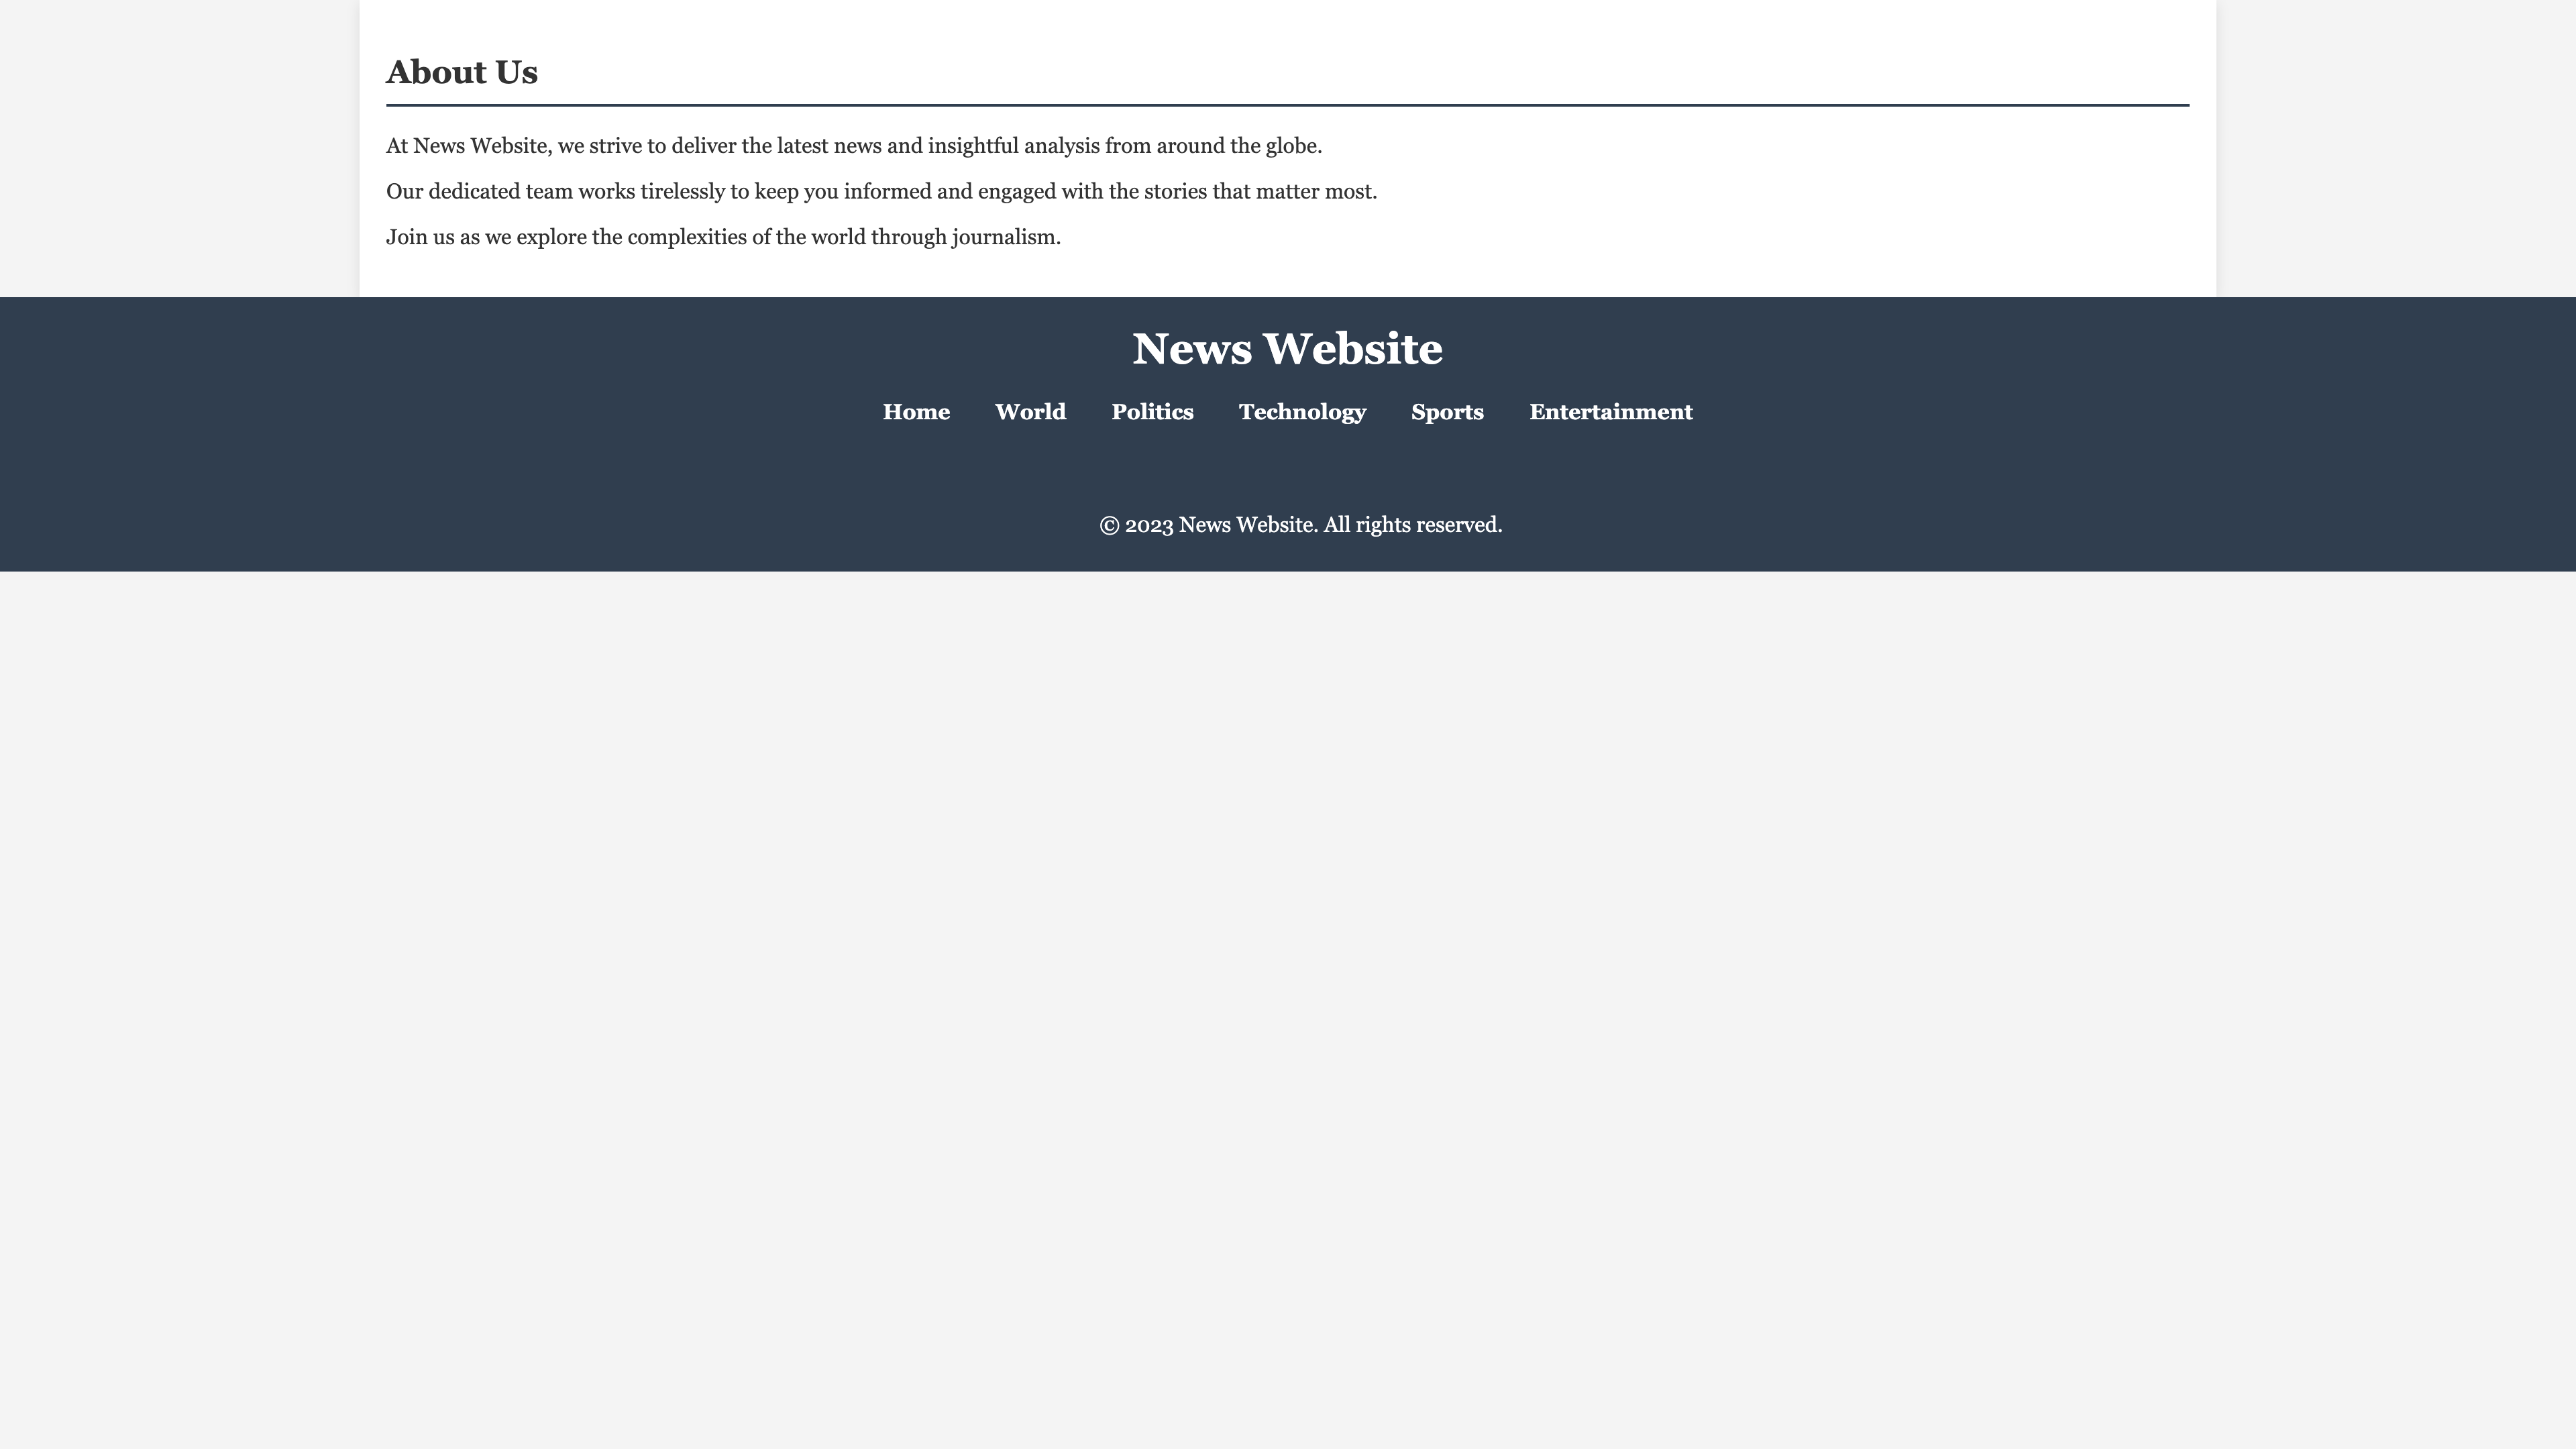 About Us
At News Website, we strive to deliver the latest news and insightful analysis from around the globe.
Our dedicated team works tirelessly to keep you informed and engaged with the stories that matter most.
Join us as we explore the complexities of the world through journalism.
News Website
Home World Politics Technology Sports Entertainment
© 2023 News Website. All rights reserved.